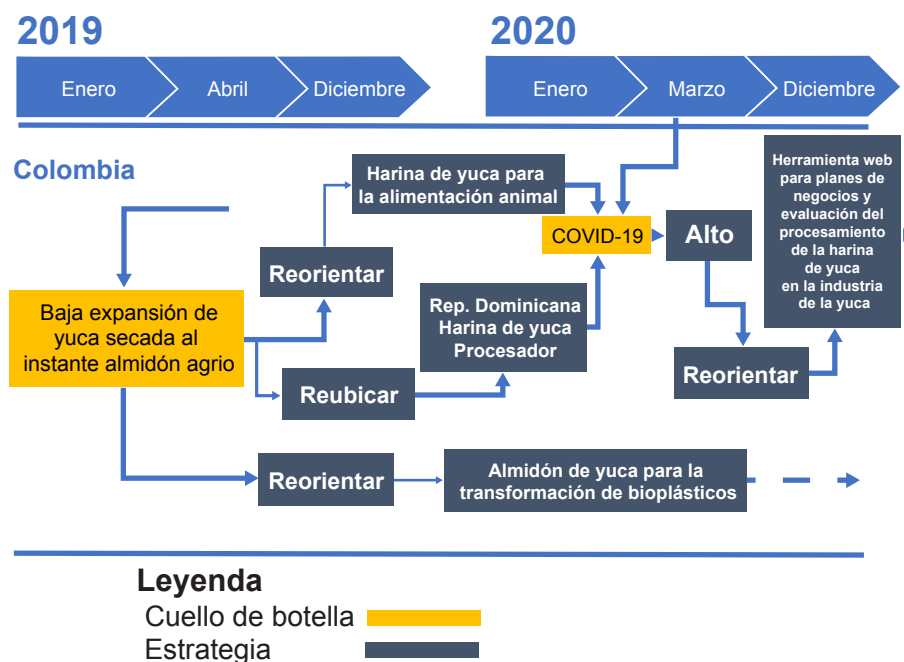 2019
2020
Enero
Abril
Diciembre
Enero
Marzo
Diciembre
Colombia
Harina de yuca para
la alimentación animal
Herramienta web
para planes de
negocios y
evaluación del
procesamiento
de la harina
de yuca
en la industria
de la yuca
COVID-19
Alto
Reorientar
Baja expansión de
yuca secada al
instante almidón agrio
Rep. Dominicana
Harina de yuca
Procesador
Reubicar
Reorientar
Reorientar
Almidón de yuca para la
transformación de bioplásticos
Leyenda
Cuello de botella
Estrategia